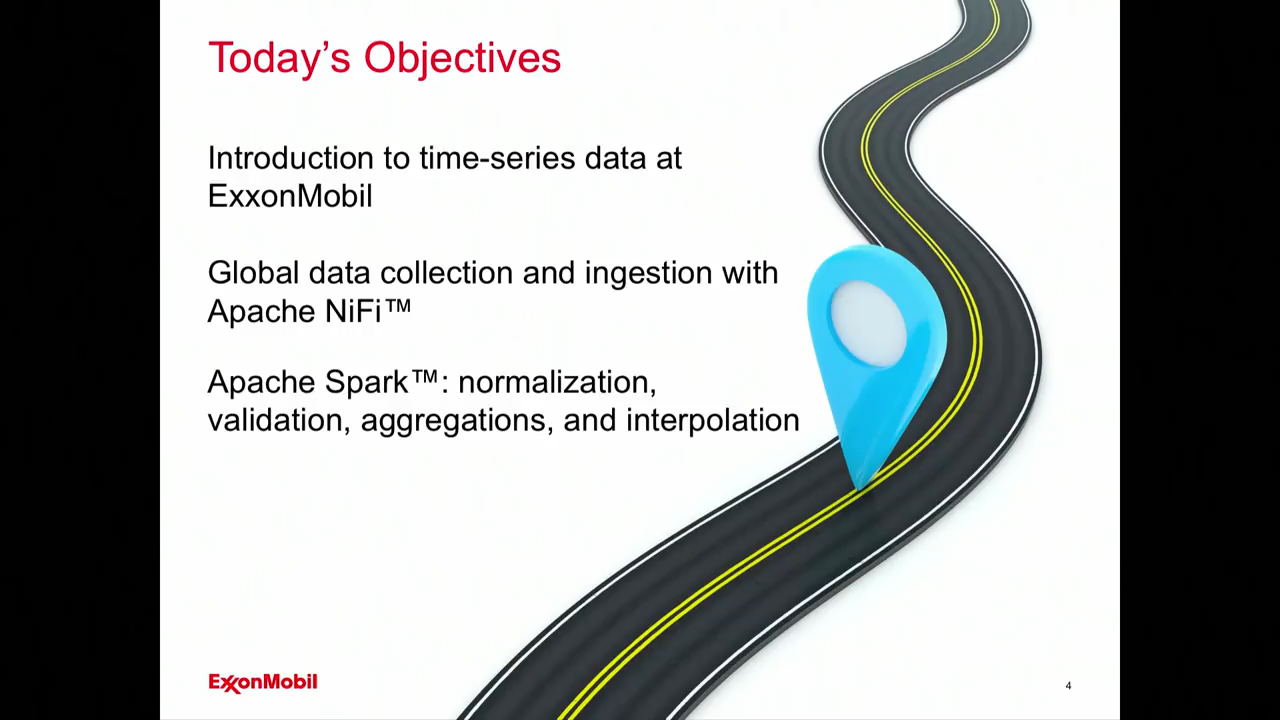 Today's Objectives
Introduction to time-series data at
ExxonMobil
Global data collection and ingestion with
Apache NiFi™
Apache Spark™: normalization,
validation, aggregations, and interpolation
ExxonMobil
4